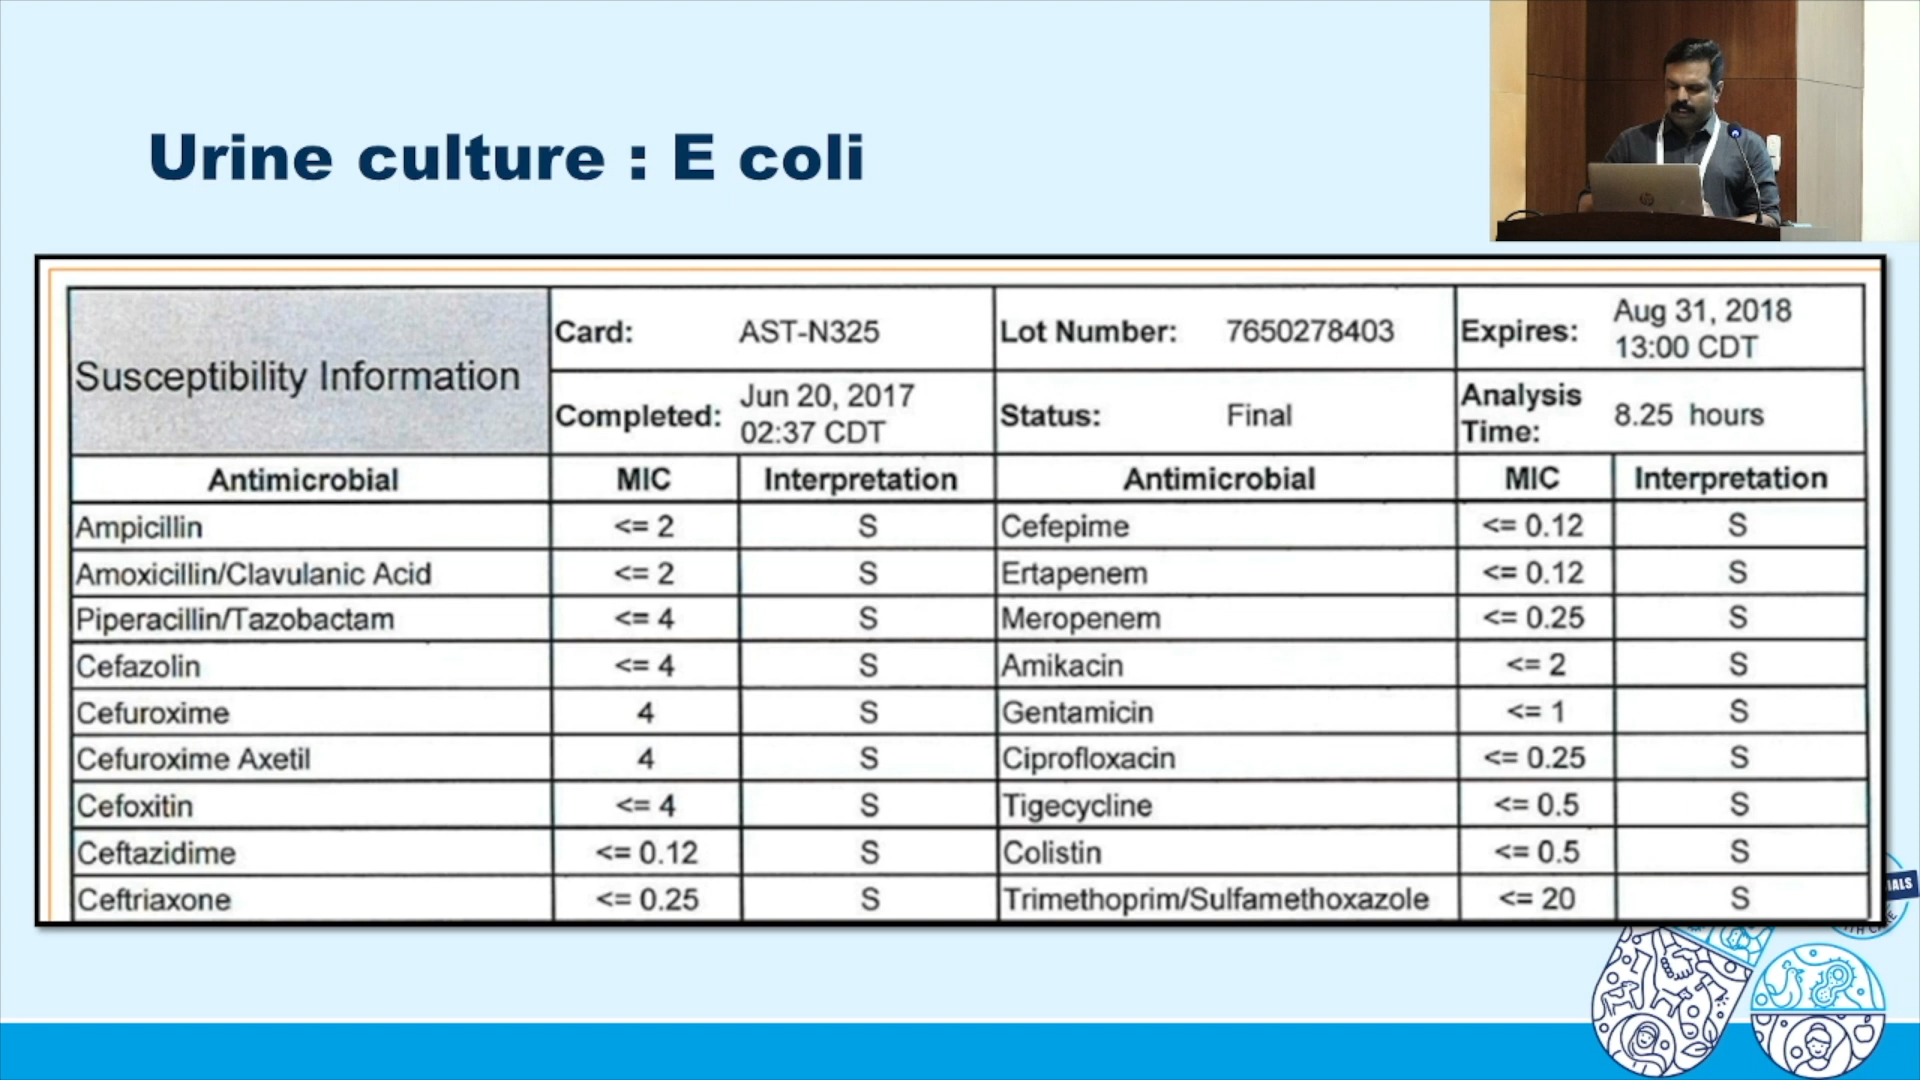 Urine culture : E coli
Susceptibility Information
Card: AST-N325 Lot Number: 7650278403 Expires: Aug 31, 2018 13:00 CDT
Completed: Jun 20, 2017 02:37 CDT Status: Final Analysis Time: 8.25 hours
Antimicrobial MIC Interpretation Antimicrobial MIC Interpretation
Ampicillin <= 2 S Cefepime <= 0.12 S
Amoxicillin/Clavulanic Acid <= 2 S Ertapenem <= 0.12 S
Piperacillin/Tazobactam <= 4 S Meropenem <= 0.25 S
Cefazolin <= 4 S Amikacin <= 2 S
Cefuroxime 4 S Gentamicin <= 1 S
Cefuroxime Axetil 4 S Ciprofloxacin <= 0.25 S
Cefoxitin <= 4 S Tigecycline <= 0.5 S
Ceftazidime <= 0.12 S Colistin <= 0.5 S
Ceftriaxone <= 0.25 S Trimethoprim/Sulfamethoxazole <= 20 S